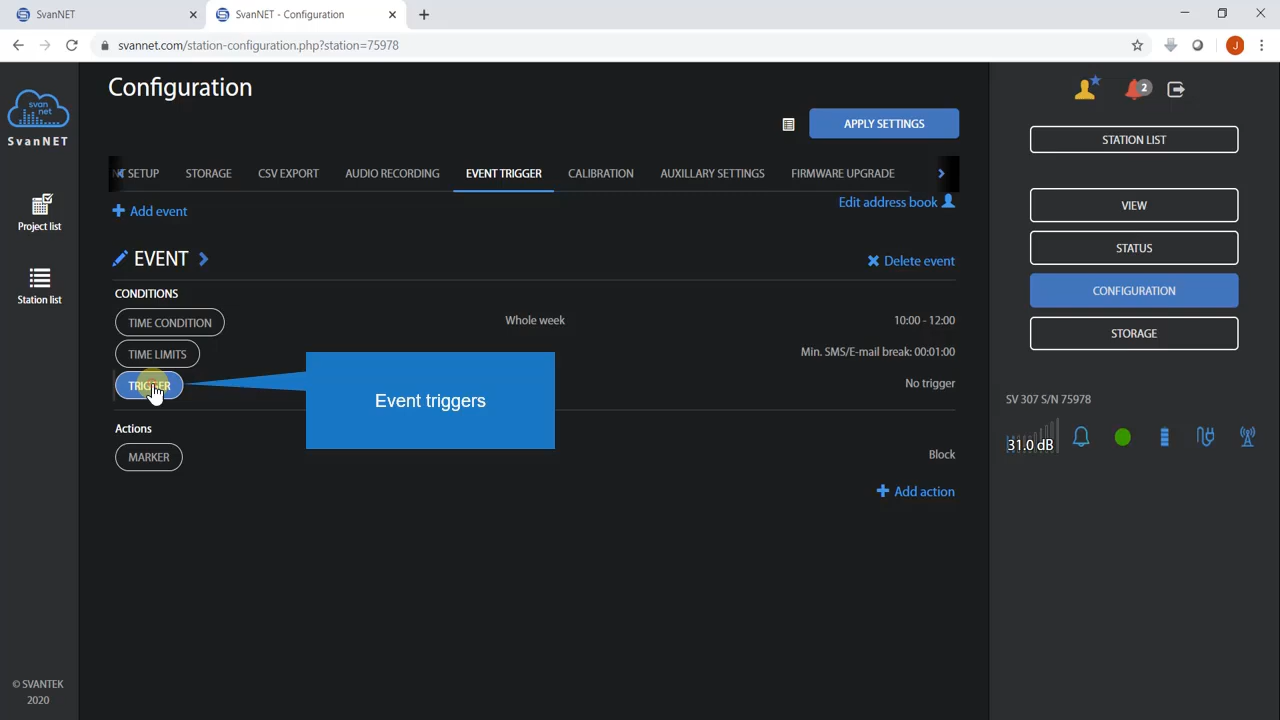 SvanNET
SvanNET - Configuration
svannet.com/station-configuration.php?station=75978
J
svan
net
SvanNET
Project list
Station list
© SVANTEK
2020
Configuration
APPLY SETTINGS
NT SETUP
STORAGE
CSV EXPORT
AUDIO RECORDING
EVENT TRIGGER
CALIBRATION
AUXILLARY SETTINGS
FIRMWARE UPGRADE
Add event
Edit address book
EVENT
Delete event
CONDITIONS
TIME CONDITION
Whole week
10:00 - 12:00
TIME LIMITS
Min. SMS/E-mail break: 00:01:00
TRIGGER
No trigger
Event triggers
Actions
MARKER
Block
Add action
2
STATION LIST
VIEW
STATUS
CONFIGURATION
STORAGE
SV 307 S/N 75978
31.0 dB